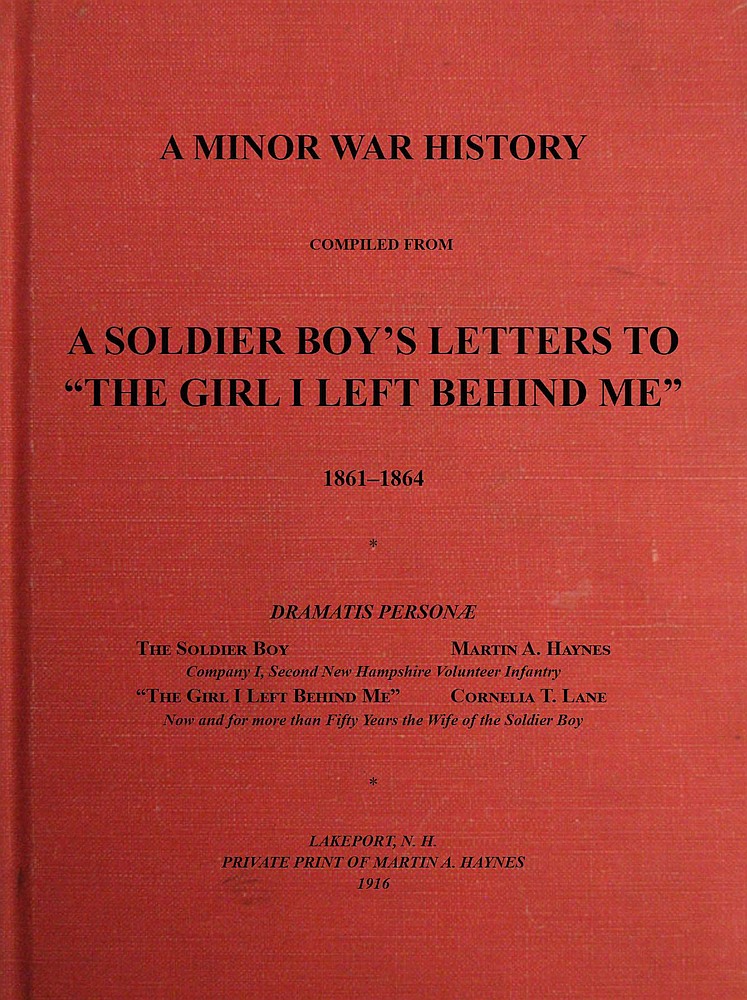 A MINOR WAR HISTORY
COMPILED FROM
A SOLDIER BOY’S LETTERS TO
“THE GIRL I LEFT BEHIND ME”
1861–1864
*
DRAMATIS PERSONÆ
The Soldier Boy Martin A. Haynes
Company I, Second New Hampshire Volunteer Infantry
“The Girl I Left Behind Me” Cornelia T. Lane
Now and for more than Fifty Years the Wife of the Soldier Boy
*
LAKEPORT, N. H.
PRIVATE PRINT OF MARTIN A. HAYNES
1916